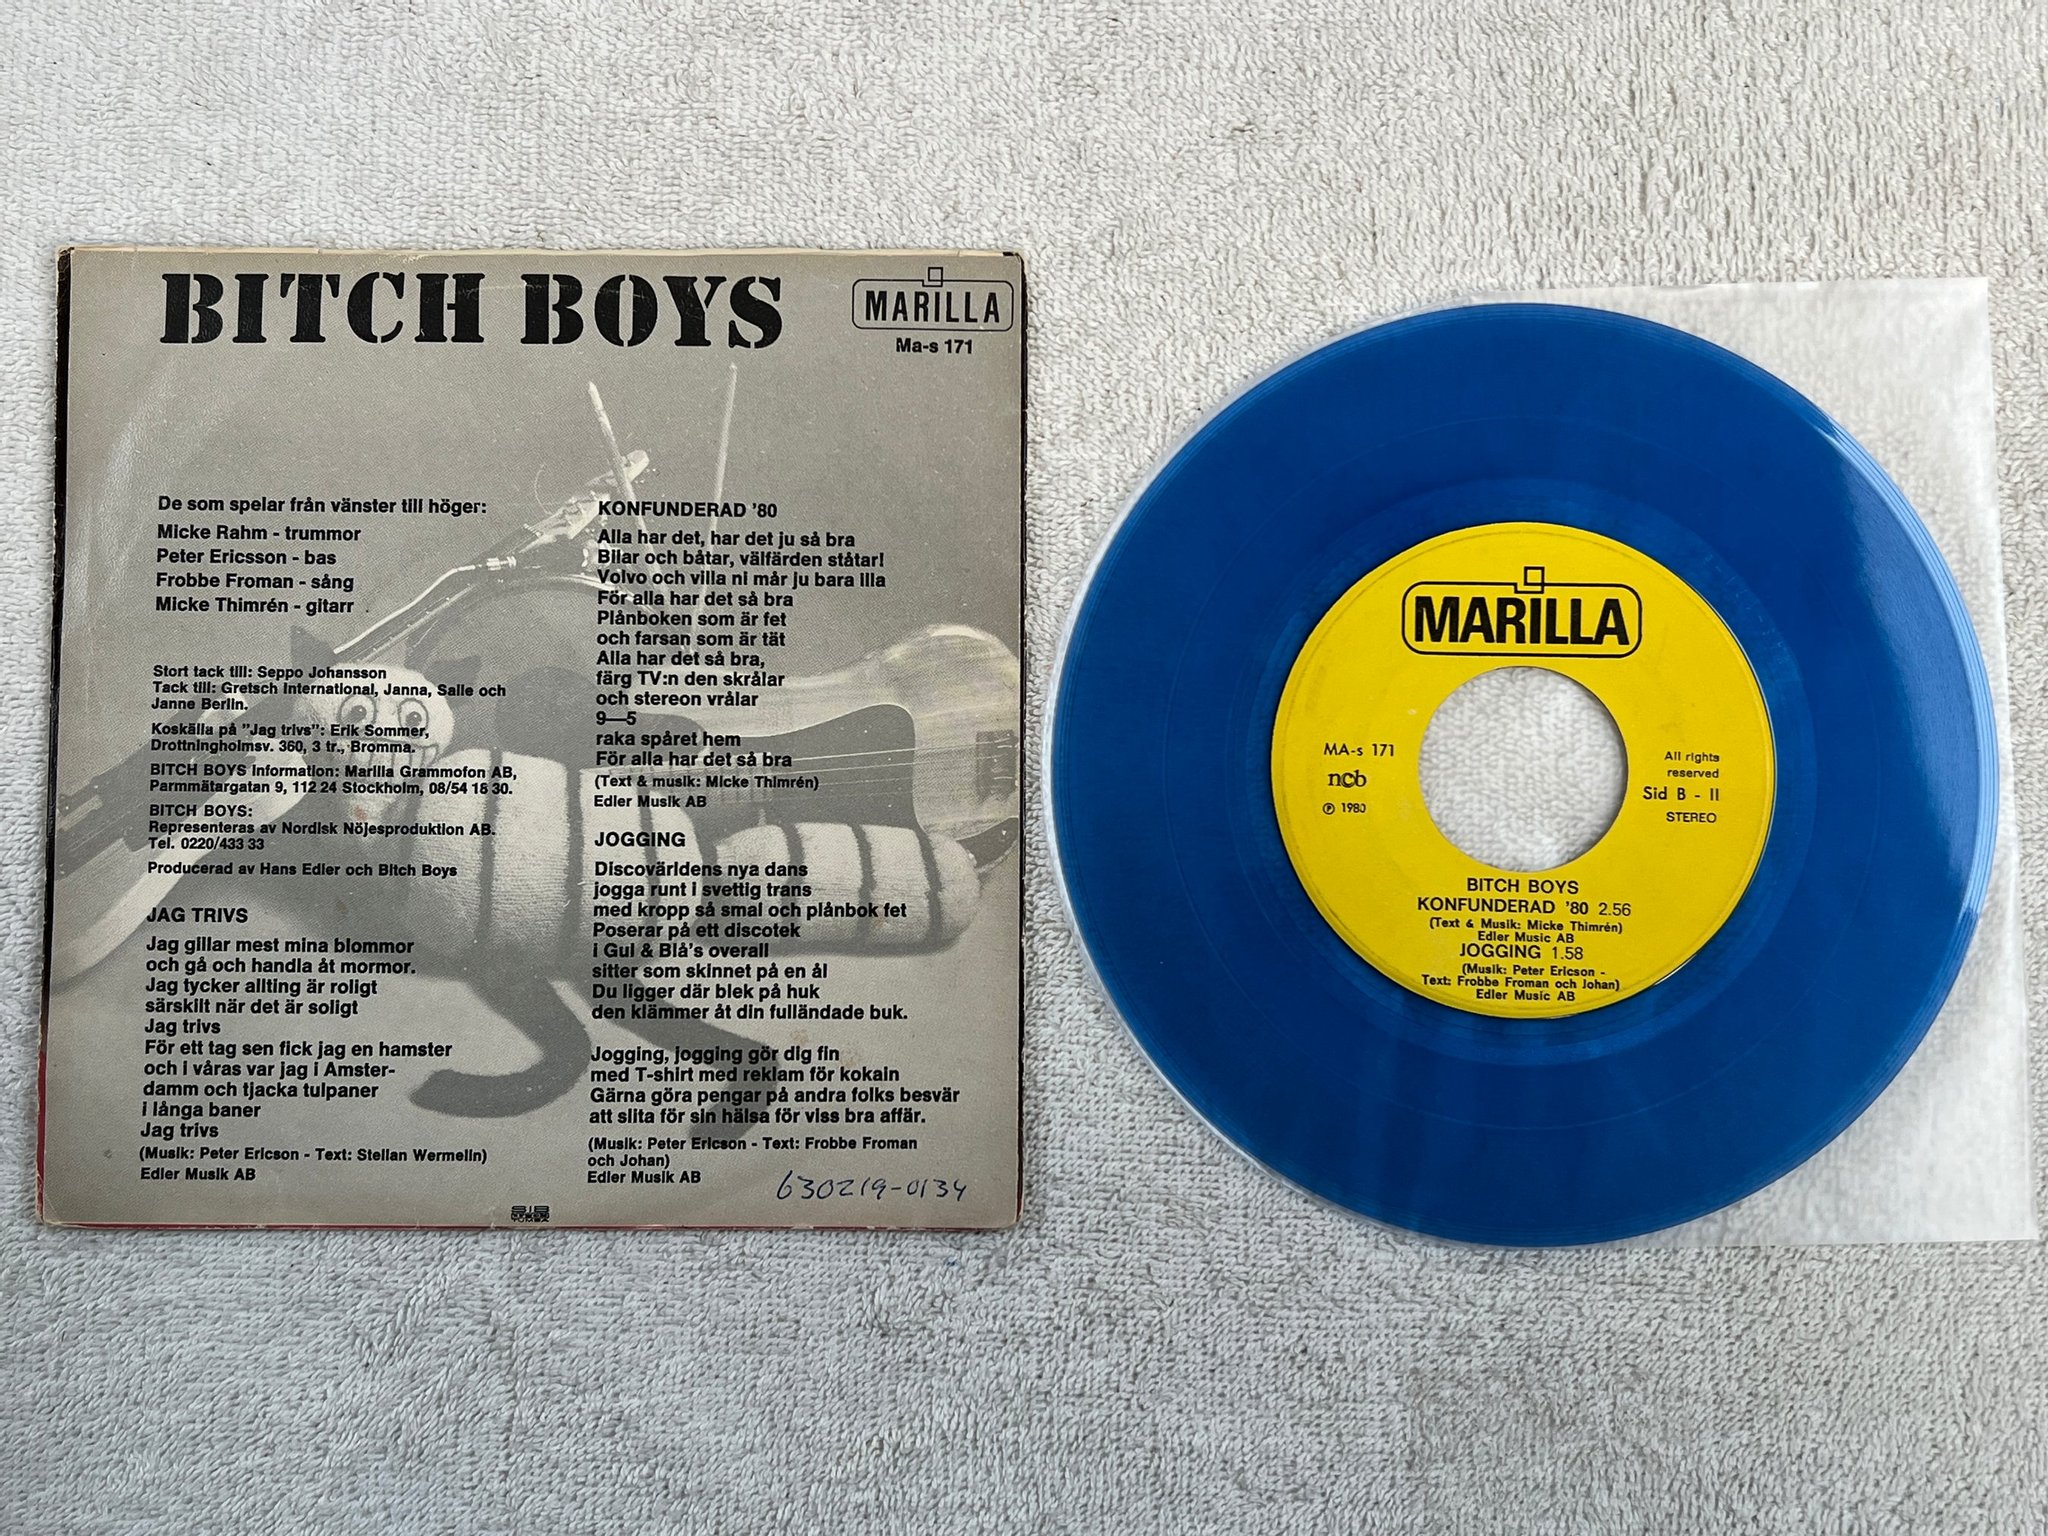 BITCH BOYS
MARILLA
Ma-s 171
De som spelar från vänster till höger:
Micke Rahm - trummor
Peter Ericsson - bas
Frobbe Froman - sång
Micke Thimrén - gitarr
Stort tack till: Seppo Johansson
Tack till: Gretsch International, Janna, Salle och
Janne Berlin.
Koskälla på "Jag trivs": Erik Sommer,
Drottningholmsv. 360, 3 tr., Bromma.
BITCH BOYS Information: Marilla Grammofon AB,
Parmmätargatan 9, 112 24 Stockholm, 08/54 16 30.
BITCH BOYS:
Representeras av Nordisk Nöjesproduktion AB.
Tel. 0220/433 33
Producerad av Hans Edler och Bitch Boys
JAG TRIVS
Jag gillar mest mina blommor
och gå och handla åt mormor.
Jag tycker allting är roligt
särskilt när det är soligt
Jag trivs
För ett tag sen fick jag en hamster
och i våras var jag i Amster-
damm och tjacka tulpaner
i långa baner
Jag trivs
(Musik: Peter Ericson - Text: Stellan Wermelin)
Edler Musik AB
KONFUNDERAD '80
Alla har det, har det ju så bra
Bilar och båtar, välfärden ståtar!
Volvo och villa ni mår ju bara illa
För alla har det så bra
Plånboken som är fet
och farsan som är tät
Alla har det så bra,
färg TV:n den skrålar
och stereon vrålar
9—5
raka spåret hem
För alla har det så bra
(Text & musik: Micke Thimrén)
Edler Musik AB
JOGGING
Discovärldens nya dans
jogga runt i svettig trans
med kropp så smal och plånbok fet
Poserar på ett discotek
i Gul & Blå's overall
sitter som skinnet på en ål
Du ligger där blek på huk
den klämmer åt din fulländade buk.
Jogging, jogging gör dig fin
med T-shirt med reklam för kokain
Gärna göra pengar på andra folks besvär
att slita för sin hälsa för viss bra affär.
(Musik: Peter Ericson - Text: Frobbe Froman
och Johan)
Edler Musik AB
630219-0134
SIB
TUMBA
MARILLA
MA-s 171
ncb
℗ 1980
All rights
reserved
Sid B - II
STEREO
BITCH BOYS
KONFUNDERAD '80 2.56
(Text & Musik: Micke Thimrén)
Edler Music AB
JOGGING 1.58
(Musik: Peter Ericson -
Text: Frobbe Froman och Johan)
Edler Music AB